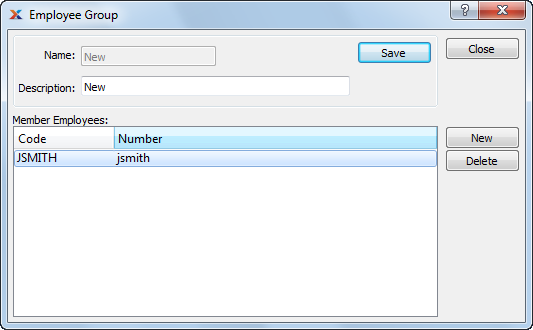 Employee Group ?
Name: New Save Close
Description: New
Member Employees:
Code Number New
JSMITH jsmith Delete